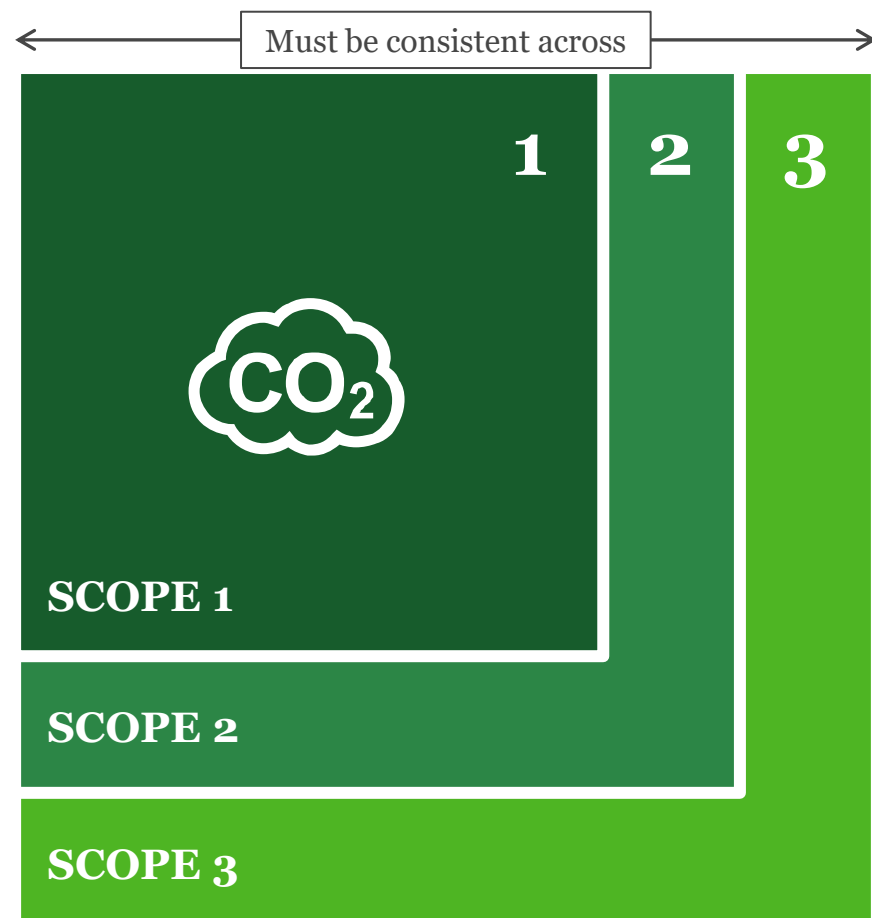 Must be consistent across
1 2 3
CO₂
SCOPE 1
SCOPE 2
SCOPE 3